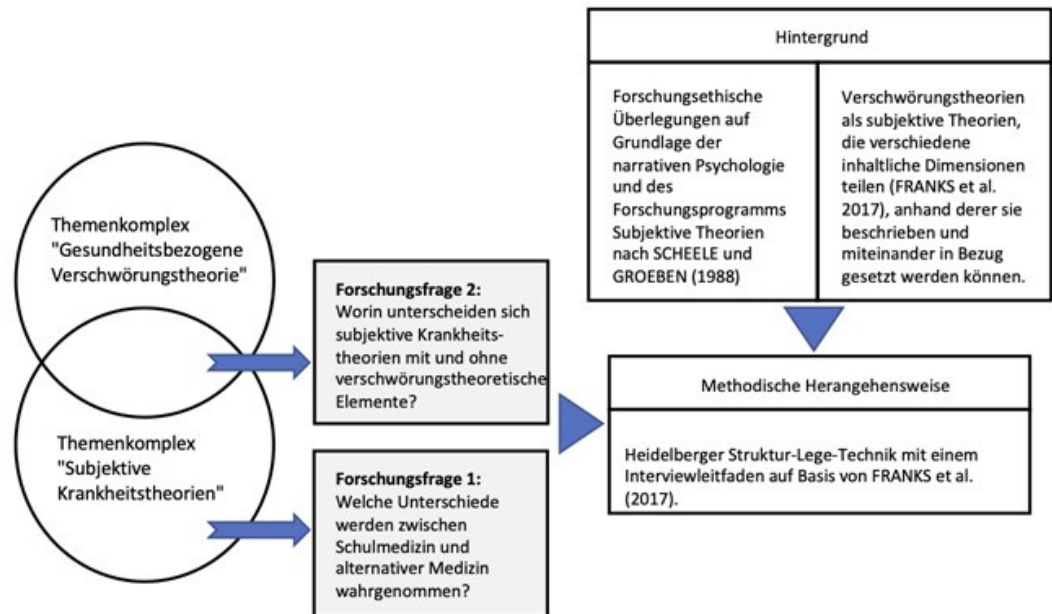 Themenkomplex
"Gesundheitsbezogene
Verschwörungstheorie"
Themenkomplex
"Subjektive
Krankheitstheorien"
Forschungsfrage 2:
Worin unterscheiden sich
subjektive Krankheits-
theorien mit und ohne
verschwörungstheoretische
Elemente?
Forschungsfrage 1:
Welche Unterschiede
werden zwischen
Schulmedizin und
alternativer Medizin
wahrgenommen?
Hintergrund
Forschungsethische
Überlegungen auf
Grundlage der
narrativen Psychologie
und des
Forschungsprogramms
Subjektive Theorien
nach SCHEELE und
GROEBEN (1988)
Verschwörungstheorien
als subjektive Theorien,
die verschiedene
inhaltliche Dimensionen
teilen (FRANKS et al.
2017), anhand derer sie
beschrieben und
miteinander in Bezug
gesetzt werden können.
Methodische Herangehensweise
Heidelberger Struktur-Lege-Technik mit einem
Interviewleitfaden auf Basis von FRANKS et al.
(2017).